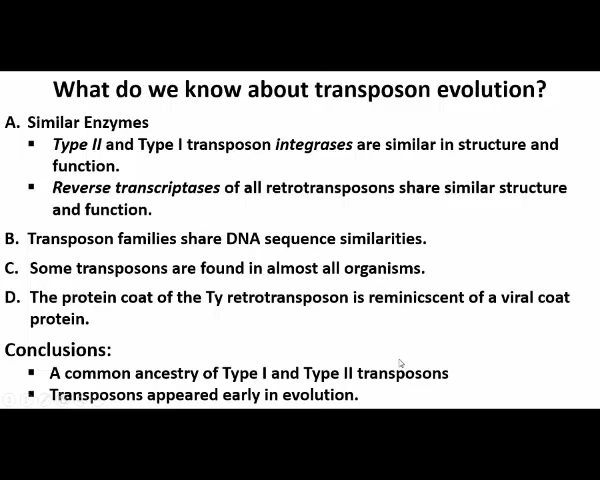 What do we know about transposon evolution?
A. Similar Enzymes
▪ Type II and Type I transposon integrases are similar in structure and
function.
▪ Reverse transcriptases of all retrotransposons share similar structure
and function.
B. Transposon families share DNA sequence similarities.
C. Some transposons are found in almost all organisms.
D. The protein coat of the Ty retrotransposon is reminicscent of a viral coat
protein.
Conclusions:
▪ A common ancestry of Type I and Type II transposons
▪ Transposons appeared early in evolution.